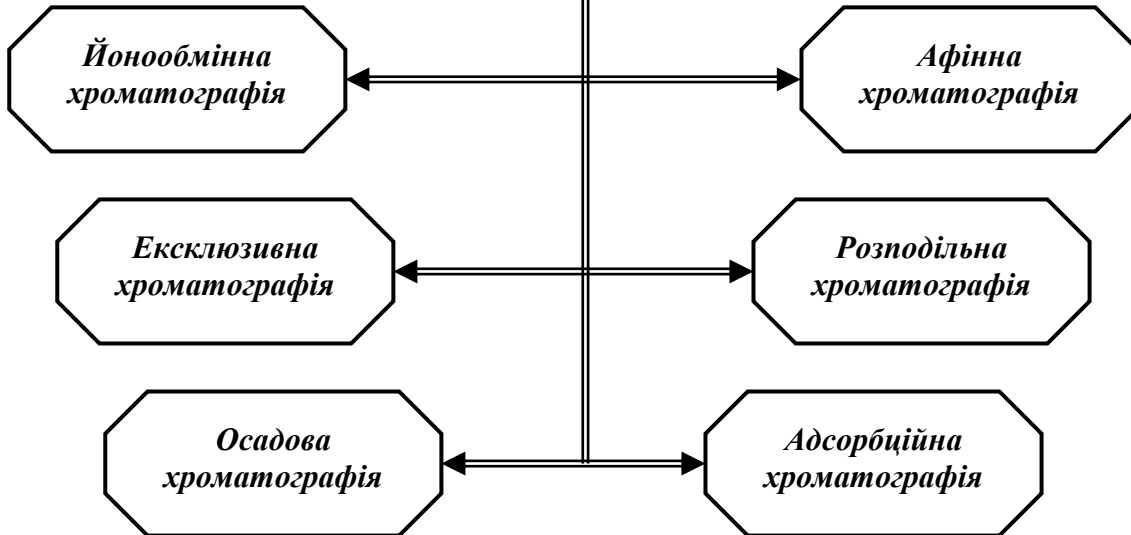 Йонообмінна
хроматографія
Афінна
хроматографія
Ексклюзивна
хроматографія
Розподільна
хроматографія
Осадова
хроматографія
Адсорбційна
хроматографія